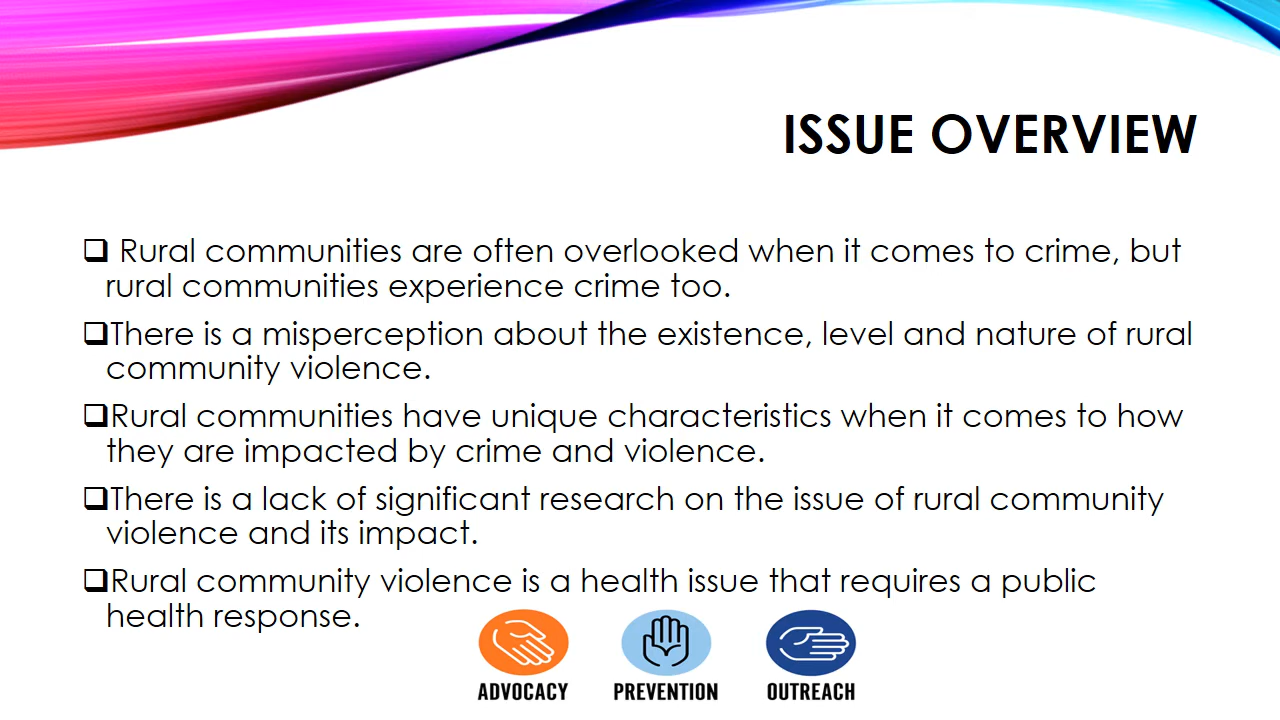 ISSUE OVERVIEW
❑ Rural communities are often overlooked when it comes to crime, but
rural communities experience crime too.
❑There is a misperception about the existence, level and nature of rural
community violence.
❑Rural communities have unique characteristics when it comes to how
they are impacted by crime and violence.
❑There is a lack of significant research on the issue of rural community
violence and its impact.
❑Rural community violence is a health issue that requires a public
health response.
ADVOCACY PREVENTION OUTREACH